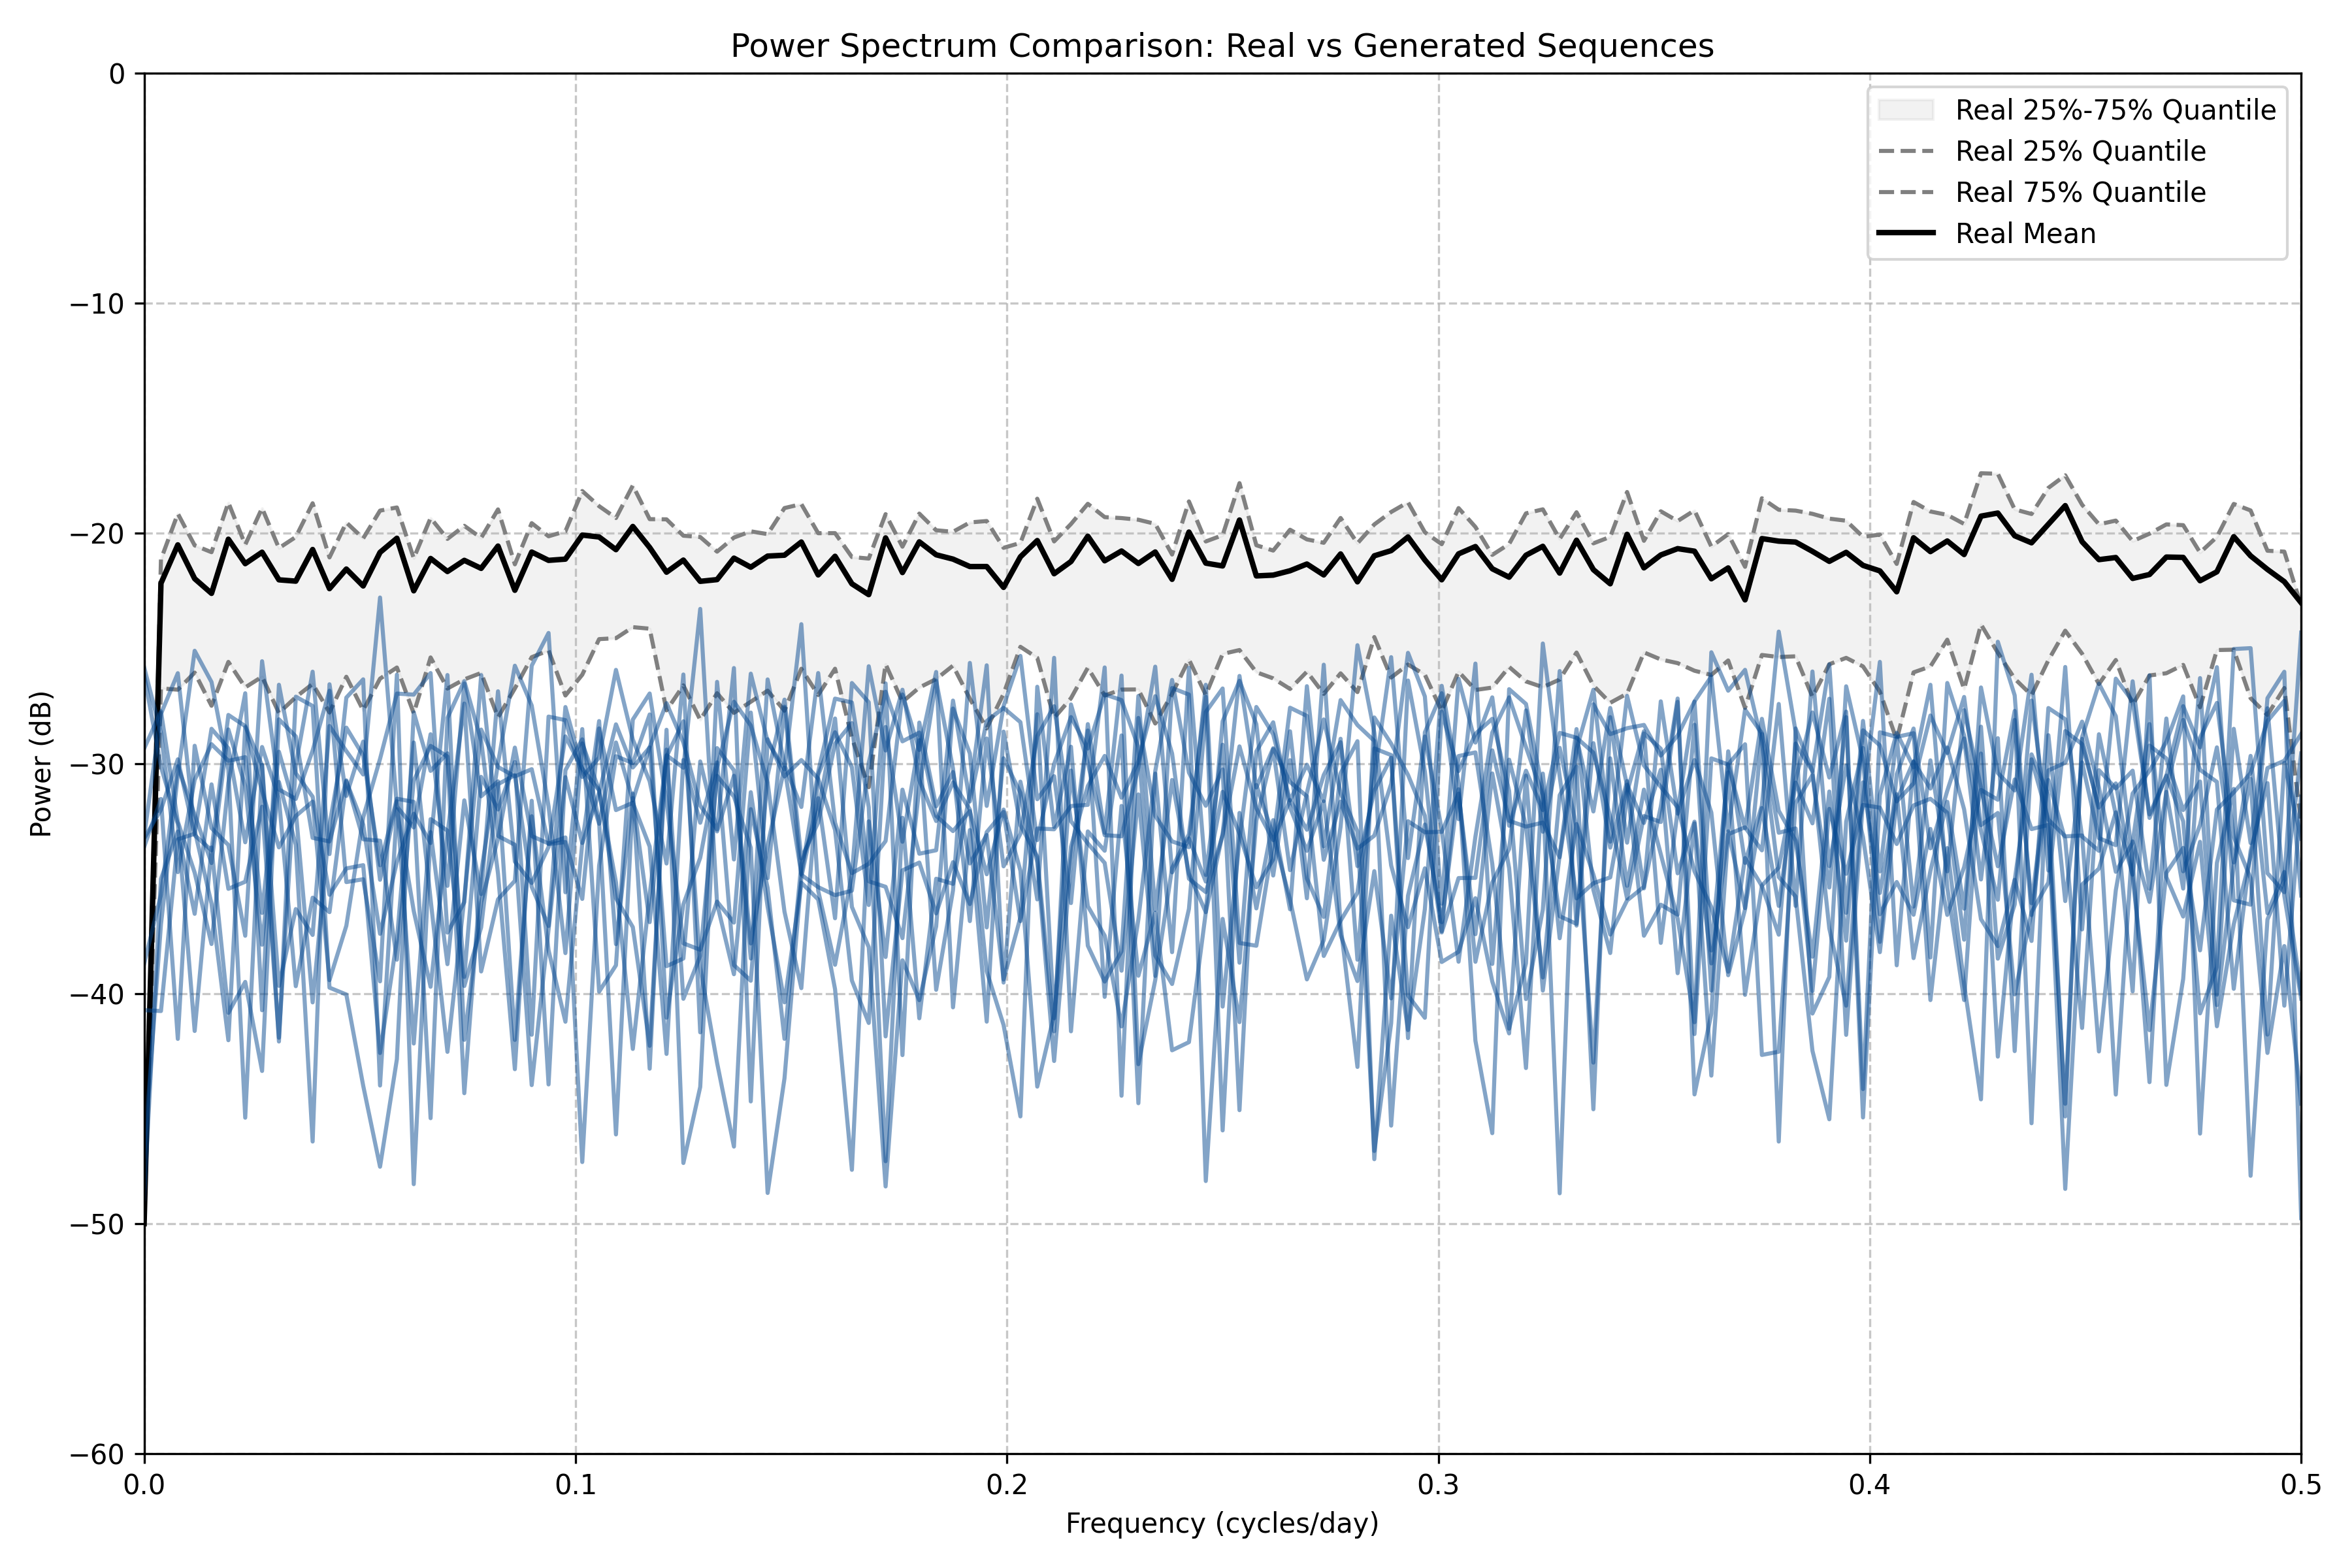 Power Spectrum Comparison: Real vs Generated Sequences
Real 25%-75% Quantile
Real 25% Quantile
Real 75% Quantile
Real Mean
Power (dB)
0
−10
−20
−30
−40
−50
−60
0.0 0.1 0.2 0.3 0.4 0.5
Frequency (cycles/day)